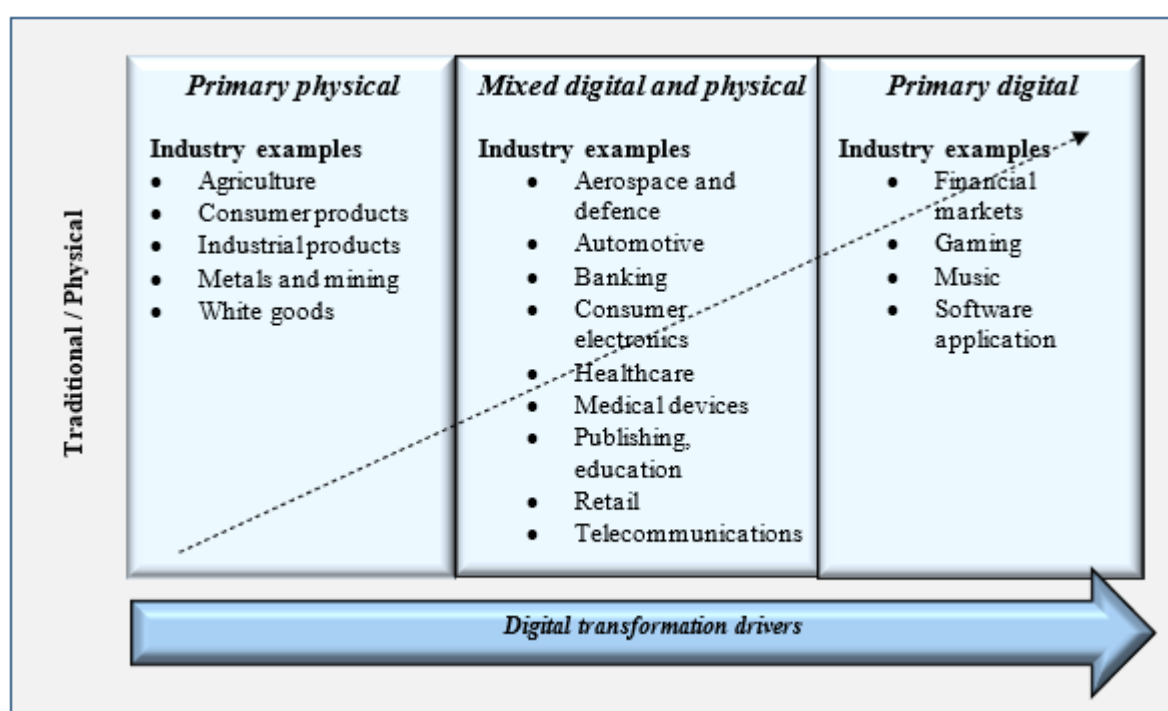 Traditional / Physical
Primary physical
Industry examples
• Agriculture
• Consumer products
• Industrial products
• Metals and mining
• White goods
Mixed digital and physical
Industry examples
• Aerospace and
defence
• Automotive
• Banking
• Consumer
electronics
• Healthcare
• Medical devices
• Publishing,
education
• Retail
• Telecommunications
Primary digital
Industry examples
• Financial
markets
• Gaming
• Music
• Software
application
Digital transformation drivers